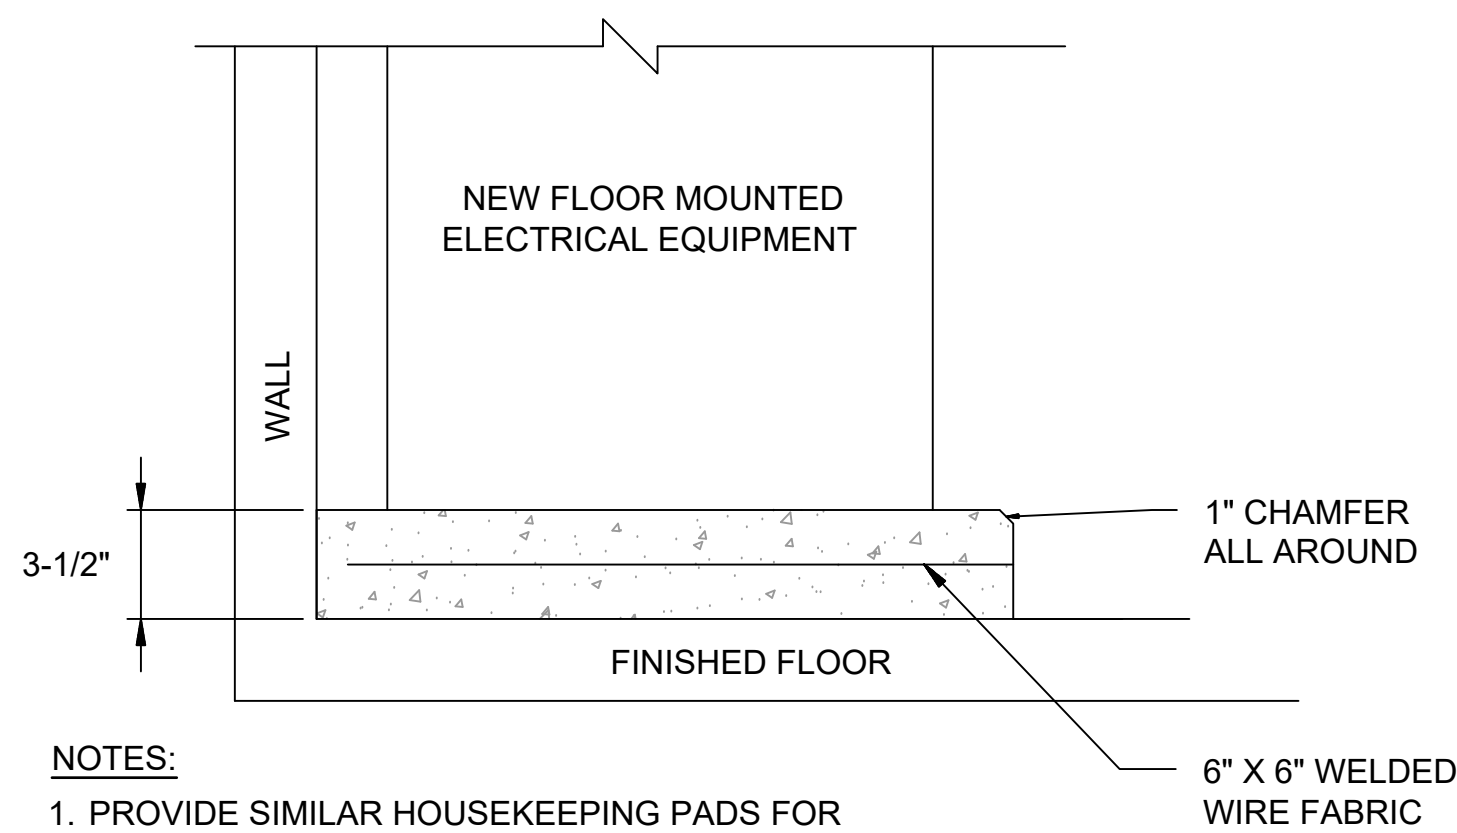 NEW FLOOR MOUNTED
ELECTRICAL EQUIPMENT
WALL
3-1/2"
1" CHAMFER
ALL AROUND
FINISHED FLOOR
6" X 6" WELDED
WIRE FABRIC
NOTES:
1. PROVIDE SIMILAR HOUSEKEEPING PADS FOR